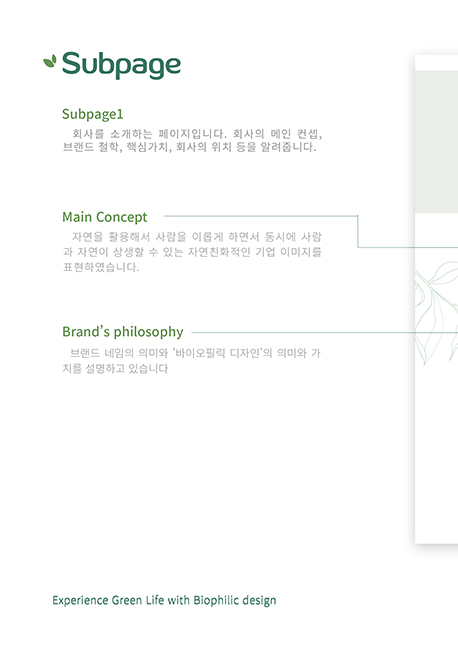 Subpage
Subpage1
회사를 소개하는 페이지입니다. 회사의 메인 컨셉,
브랜드 철학, 핵심가치, 회사의 위치 등을 알려줍니다.
Main Concept
자연을 활용해서 사람을 이롭게 하면서 동시에 사람
과 자연이 상생할 수 있는 자연친화적인 기업 이미지를
표현하였습니다.
Brand's philosophy
브랜드 네임의 의미와 '바이오필릭 디자인'의 의미와 가
치를 설명하고 있습니다
Experience Green Life with Biophilic design